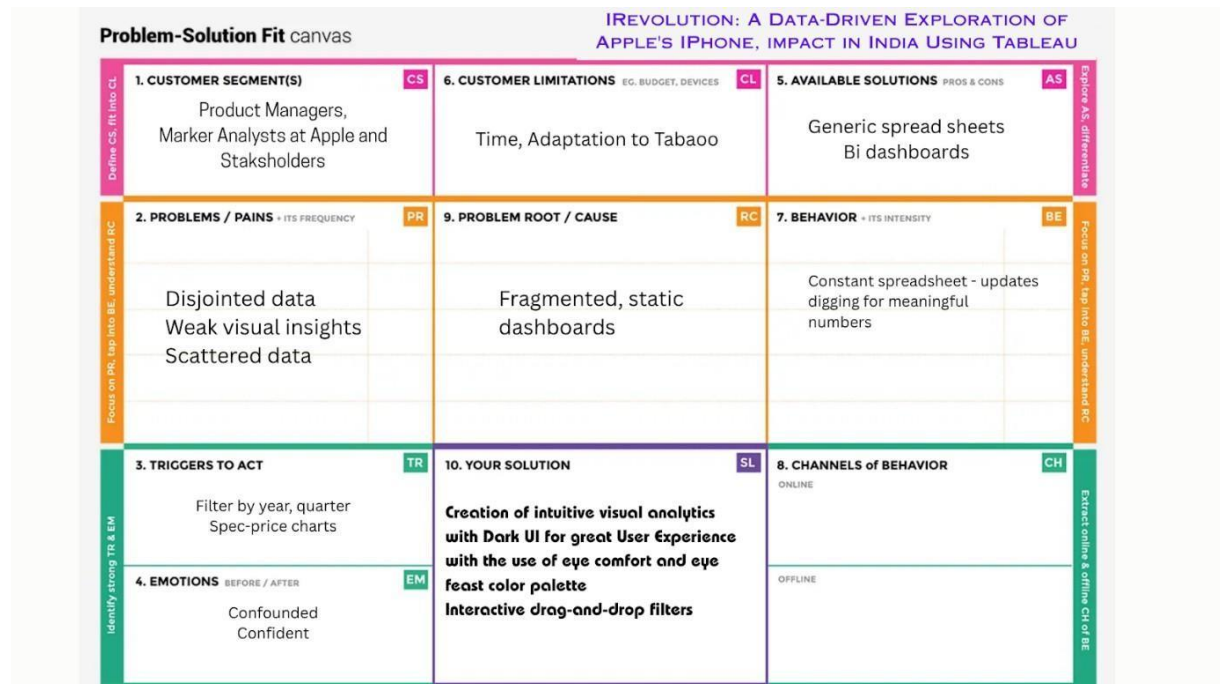 Problem-Solution Fit canvas
IRevolution: A Data-Driven Exploration of
Apple's IPhone, impact in India Using Tableau
Define CS, fit into CL
1. CUSTOMER SEGMENT(S)
CS
Product Managers,
Marker Analysts at Apple and
Staksholders
6. CUSTOMER LIMITATIONS EG. BUDGET, DEVICES
CL
Time, Adaptation to Tabaoo
5. AVAILABLE SOLUTIONS PROS & CONS
AS
Generic spread sheets
Bi dashboards
Explore AS, differentiate
Focus on PR, tap into BE, understand RC
2. PROBLEMS / PAINS + ITS FREQUENCY
PR
Disjointed data
Weak visual insights
Scattered data
9. PROBLEM ROOT / CAUSE
RC
Fragmented, static
dashboards
7. BEHAVIOR + ITS INTENSITY
BE
Constant spreadsheet - updates
digging for meaningful
numbers
Focus on PR, tap into BE, understand RC
Identify strong TR & EM
3. TRIGGERS TO ACT
TR
Filter by year, quarter
Spec-price charts
4. EMOTIONS BEFORE / AFTER
EM
Confounded
Confident
10. YOUR SOLUTION
SL
Creation of intuitive visual analytics
with Dark UI for great User Experience
with the use of eye comfort and eye
feast color palette
Interactive drag-and-drop filters
8. CHANNELS of BEHAVIOR
CH
ONLINE
OFFLINE
Extract online & offline CH of BE